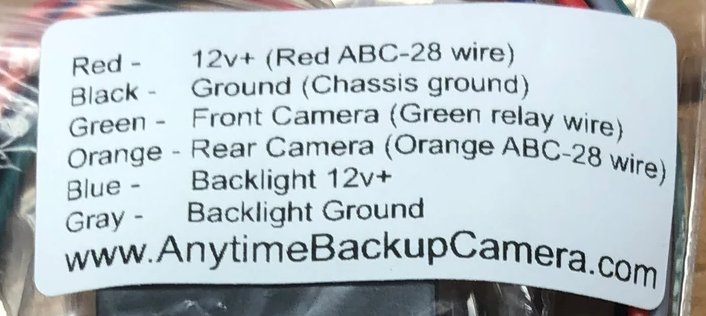 Red - 12v+ (Red ABC-28 wire)
Black - Ground (Chassis ground)
Green - Front Camera (Green relay wire)
Orange - Rear Camera (Orange ABC-28 wire)
Blue - Backlight 12v+
Gray - Backlight Ground
www.AnytimeBackupCamera.com